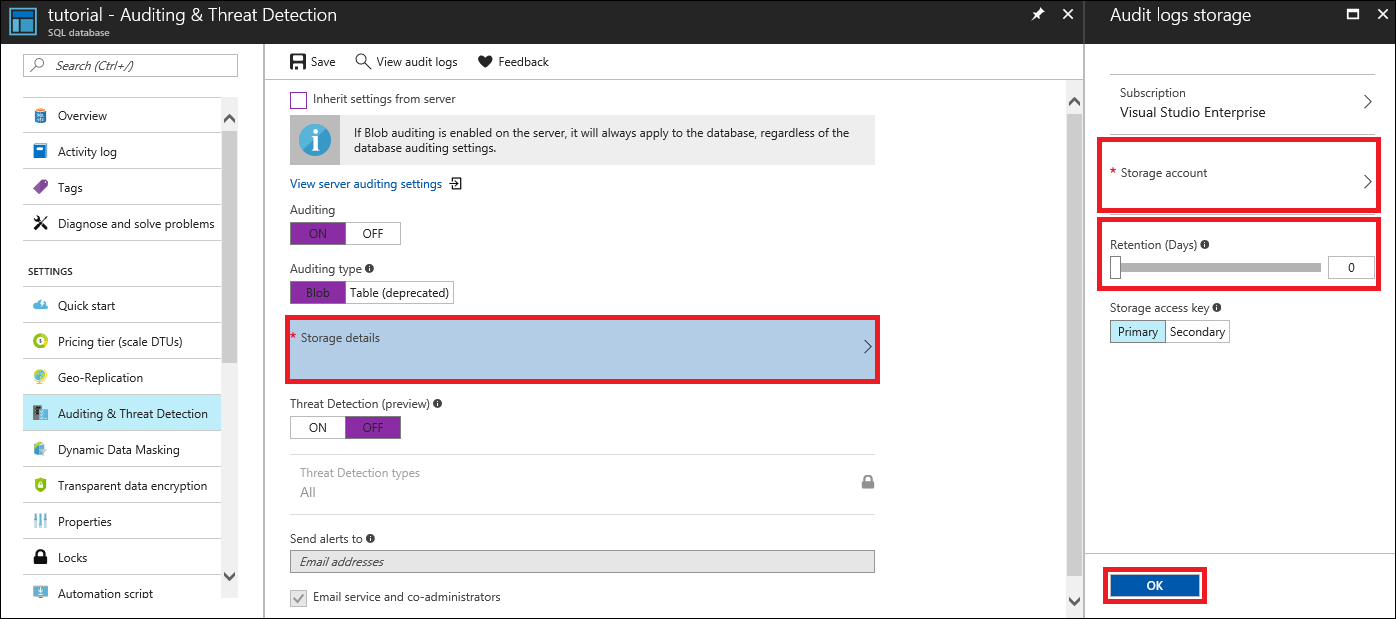 tutorial - Auditing & Threat Detection
SQL database
Search (Ctrl+/)
Overview
Activity log
Tags
Diagnose and solve problems
SETTINGS
Quick start
Pricing tier (scale DTUs)
Geo-Replication
Auditing & Threat Detection
Dynamic Data Masking
Transparent data encryption
Properties
Locks
Automation script
Save View audit logs Feedback
Inherit settings from server
If Blob auditing is enabled on the server, it will always apply to the database, regardless of the
database auditing settings.
View server auditing settings
Auditing
ON OFF
Auditing type
Blob Table (deprecated)
* Storage details
Threat Detection (preview)
ON OFF
Threat Detection types
All
Send alerts to
Email addresses
Email service and co-administrators
Audit logs storage
Subscription
Visual Studio Enterprise
* Storage account
Retention (Days)
0
Storage access key
Primary Secondary
OK